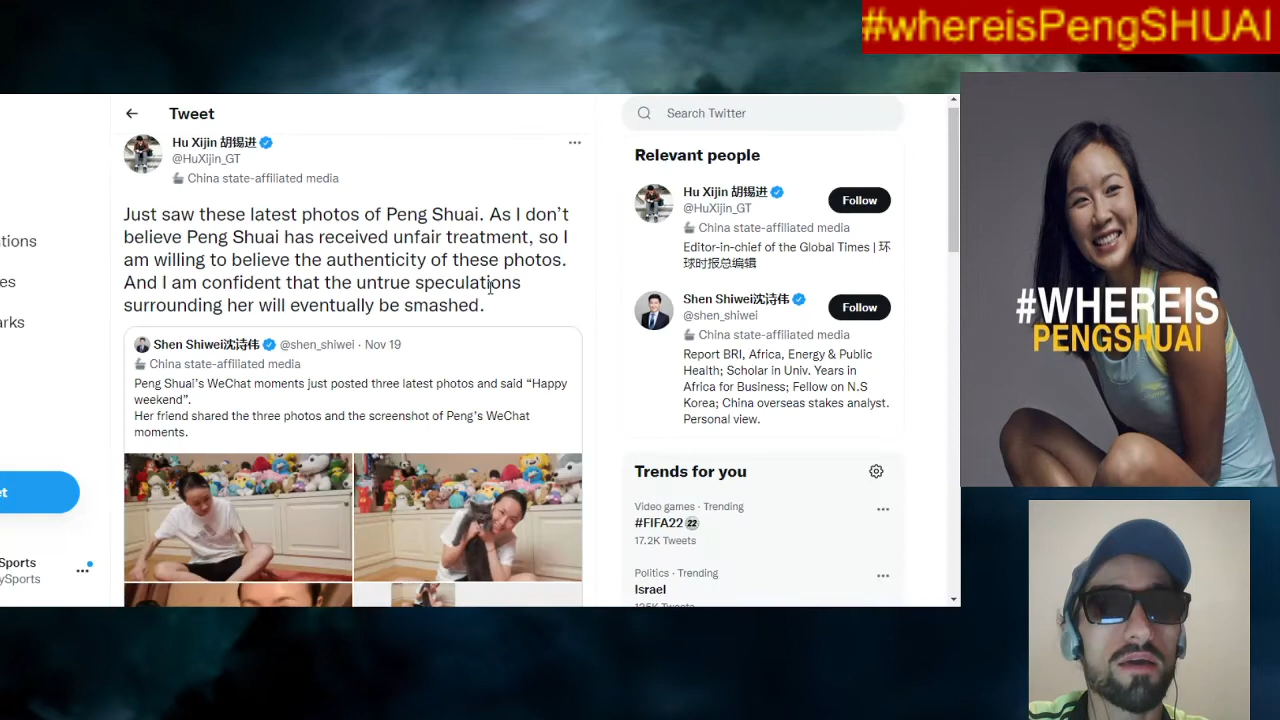 #whereisPengSHUAI
ations
es
arks
et
Sports
ySports
Tweet
Hu Xijin 胡锡进
@HuXijin_GT
China state-affiliated media
Just saw these latest photos of Peng Shuai. As I don’t
believe Peng Shuai has received unfair treatment, so I
am willing to believe the authenticity of these photos.
And I am confident that the untrue speculations
surrounding her will eventually be smashed.
Shen Shiwei沈诗伟 @shen_shiwei · Nov 19
China state-affiliated media
Peng Shuai’s WeChat moments just posted three latest photos and said “Happy
weekend”.
Her friend shared the three photos and the screenshot of Peng’s WeChat
moments.
Search Twitter
Relevant people
Hu Xijin 胡锡进
@HuXijin_GT
Follow
China state-affiliated media
Editor-in-chief of the Global Times | 环
球时报总编辑
Shen Shiwei沈诗伟
@shen_shiwei
Follow
China state-affiliated media
Report BRI, Africa, Energy & Public
Health; Scholar in Univ. Years in
Africa for Business; Fellow on N.S
Korea; China overseas stakes analyst.
Personal view.
Trends for you
Video games · Trending
#FIFA22
17.2K Tweets
Politics · Trending
Israel
#WHEREIS
PENGSHUAI